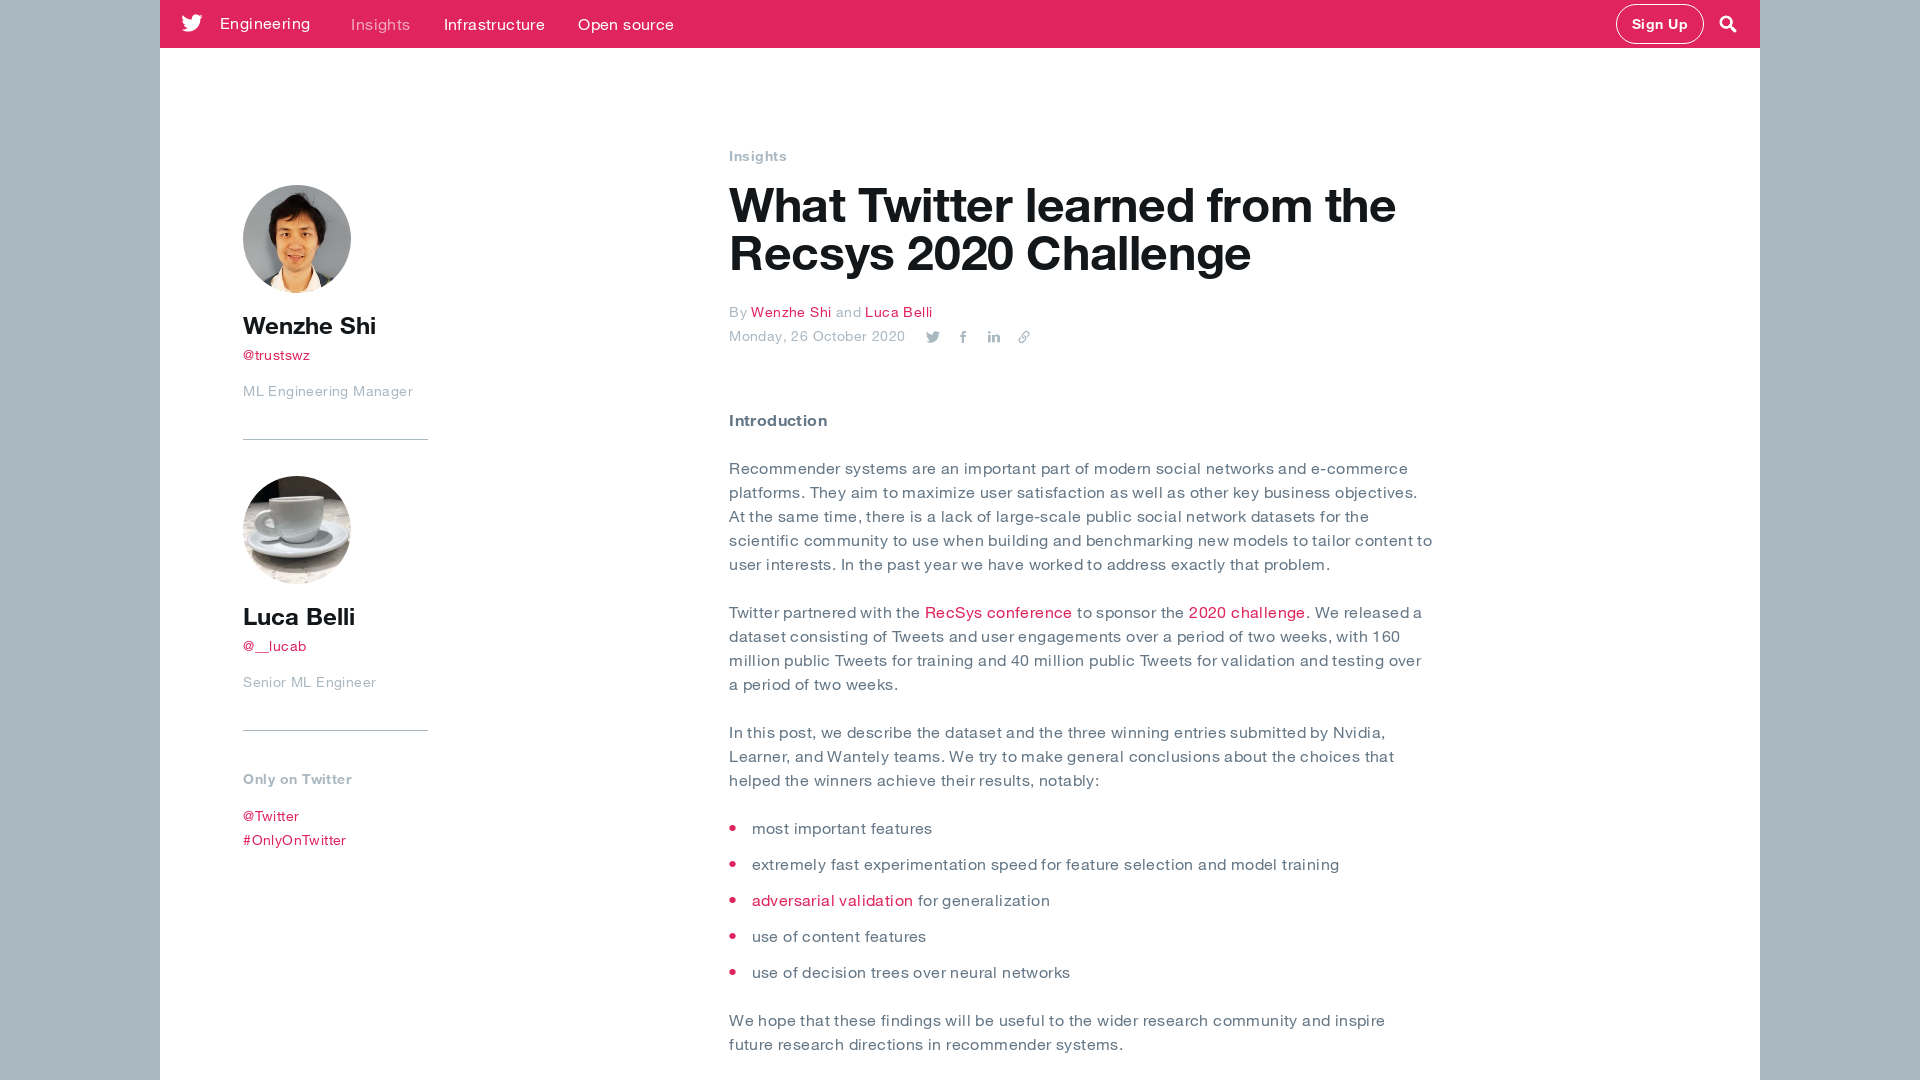 Engineering
Insights
Infrastructure
Open source
Sign Up
Wenzhe Shi
@trustswz
ML Engineering Manager
Luca Belli
@__lucab
Senior ML Engineer
Only on Twitter
@Twitter
#OnlyOnTwitter
Insights
What Twitter learned from the
Recsys 2020 Challenge
By Wenzhe Shi and Luca Belli
Monday, 26 October 2020
Introduction
Recommender systems are an important part of modern social networks and e-commerce
platforms. They aim to maximize user satisfaction as well as other key business objectives.
At the same time, there is a lack of large-scale public social network datasets for the
scientific community to use when building and benchmarking new models to tailor content to
user interests. In the past year we have worked to address exactly that problem.
Twitter partnered with the RecSys conference to sponsor the 2020 challenge. We released a
dataset consisting of Tweets and user engagements over a period of two weeks, with 160
million public Tweets for training and 40 million public Tweets for validation and testing over
a period of two weeks.
In this post, we describe the dataset and the three winning entries submitted by Nvidia,
Learner, and Wantely teams. We try to make general conclusions about the choices that
helped the winners achieve their results, notably:
• most important features
• extremely fast experimentation speed for feature selection and model training
• adversarial validation for generalization
• use of content features
• use of decision trees over neural networks
We hope that these findings will be useful to the wider research community and inspire
future research directions in recommender systems.